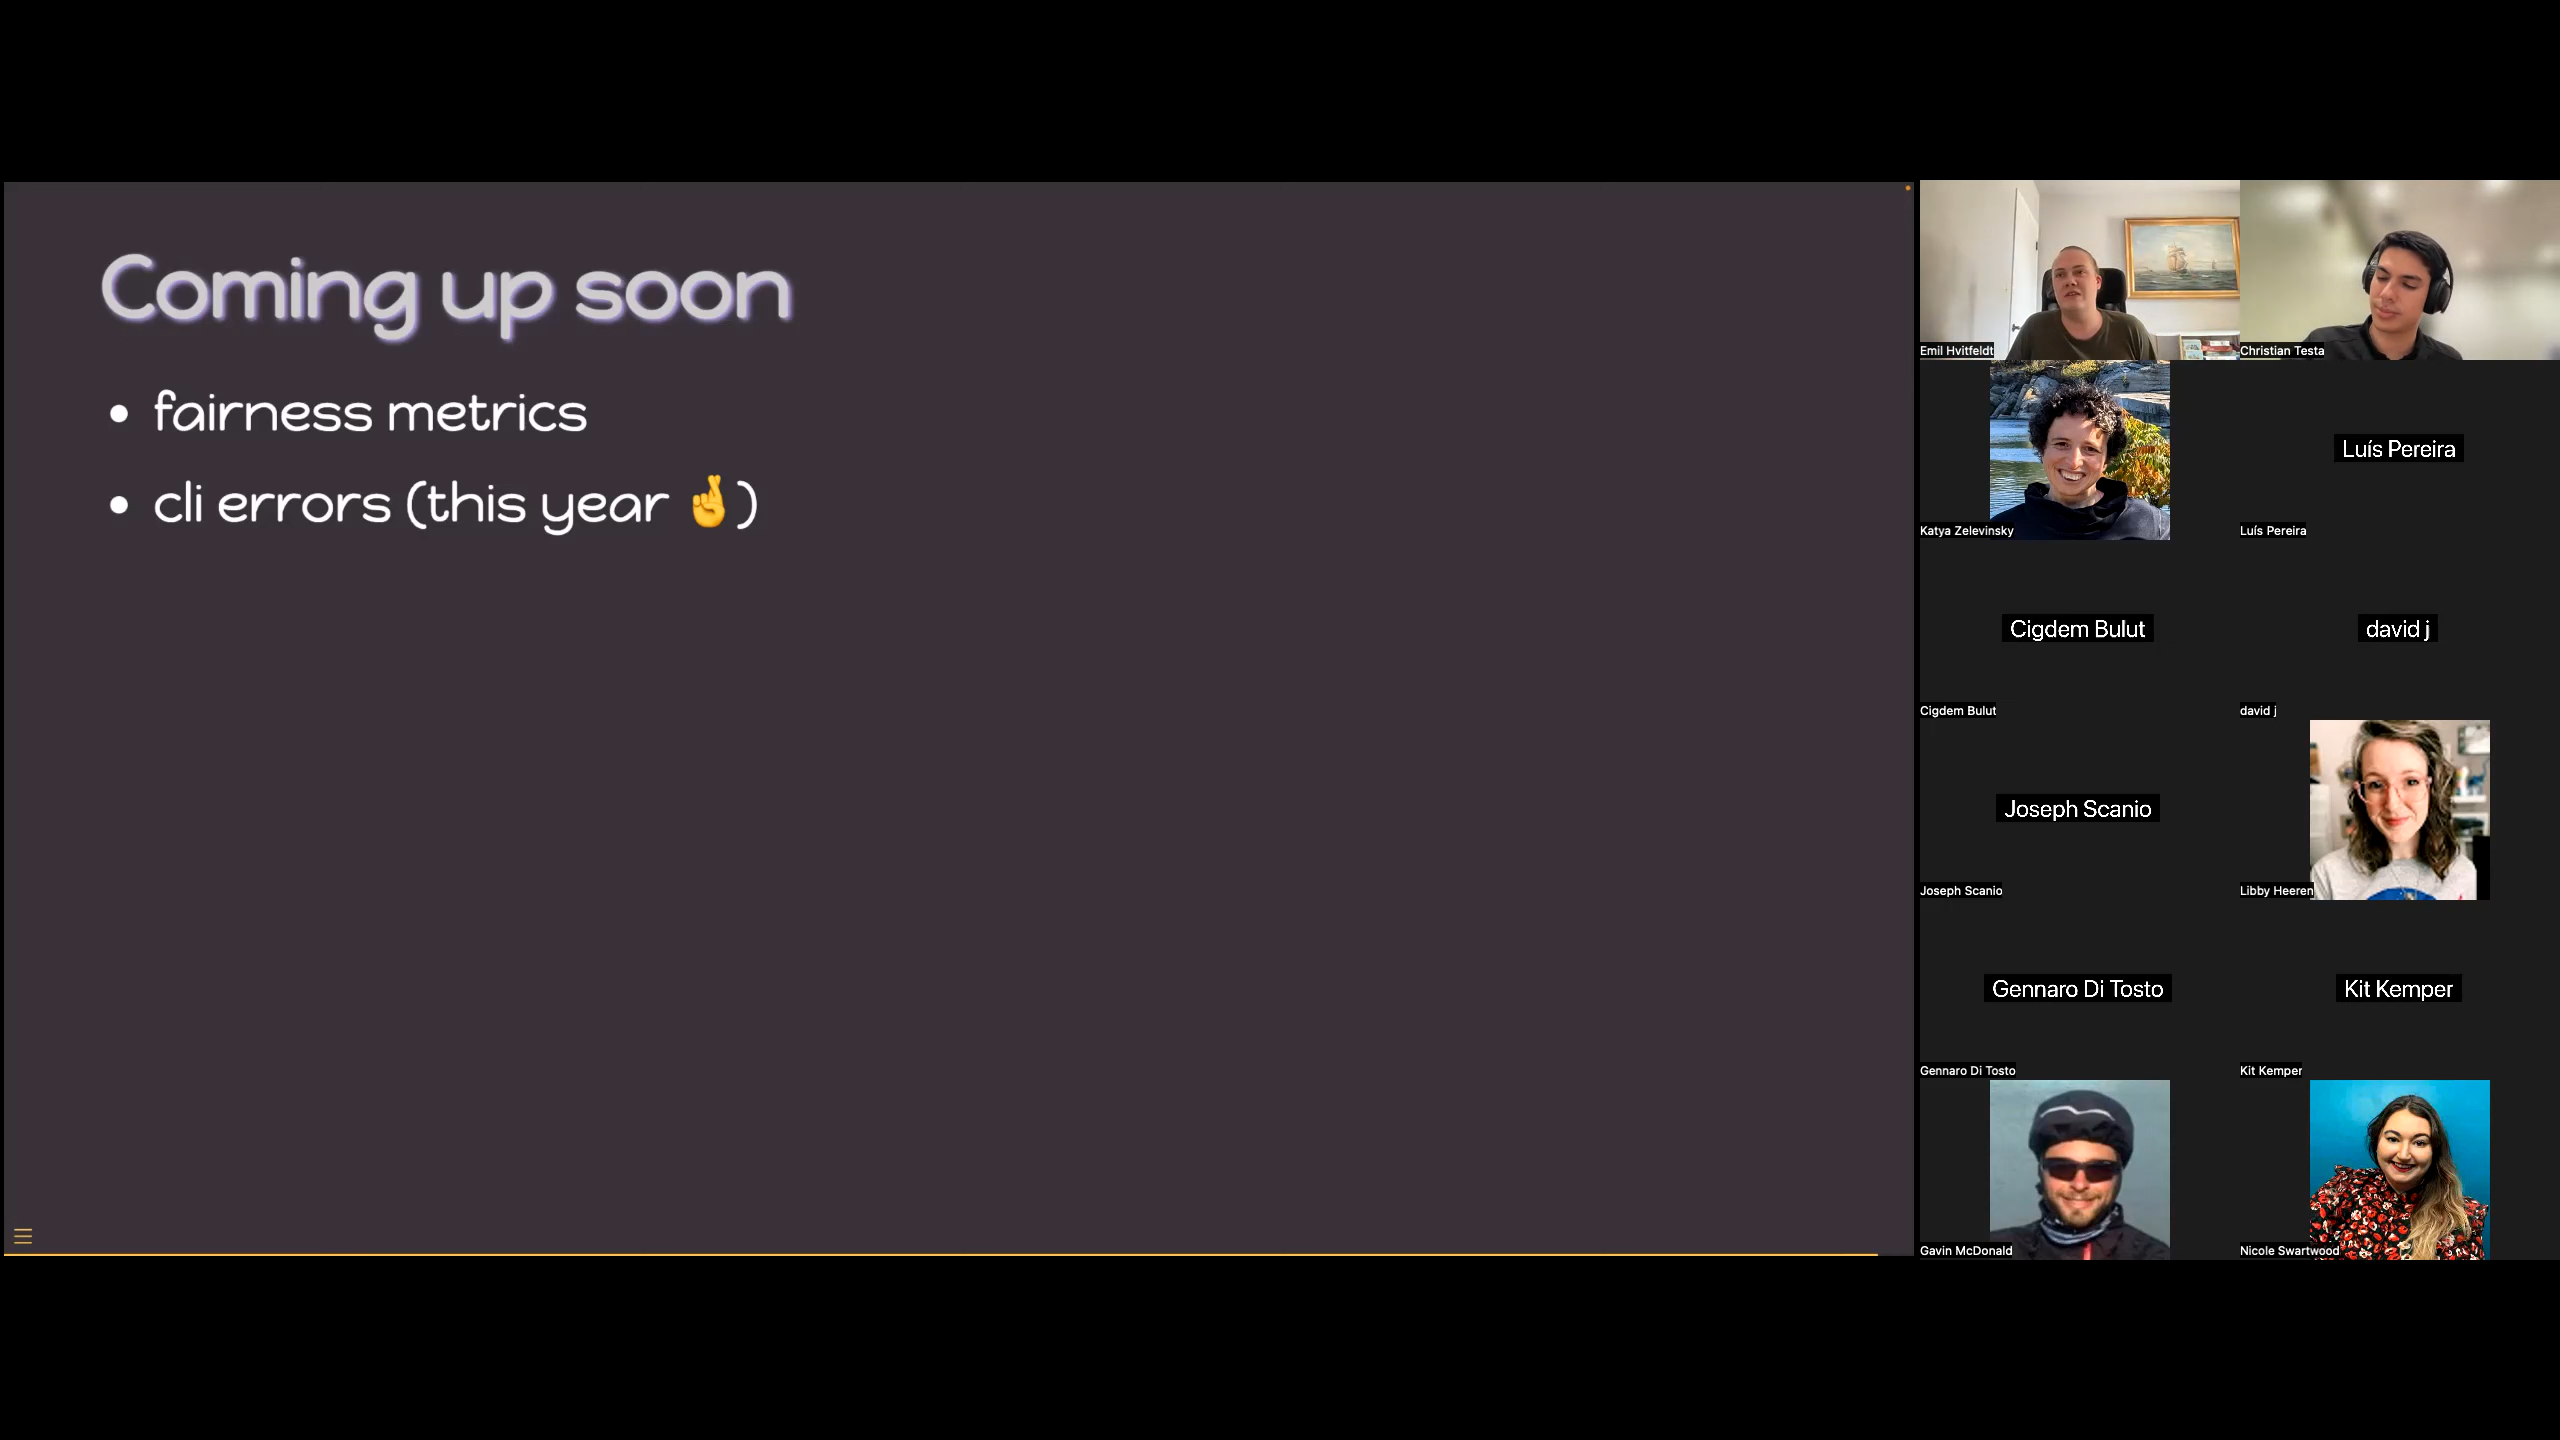 Coming up soon
• fairness metrics
• cli errors (this year 🤞)
Emil Hvitfeldt
Christian Testa
Katya Zelevinsky
Luís Pereira
Luís Pereira
Cigdem Bulut
Cigdem Bulut
david j
david j
Joseph Scanio
Joseph Scanio
Libby Heeren
Gennaro Di Tosto
Gennaro Di Tosto
Kit Kemper
Kit Kemper
Gavin McDonald
Nicole Swartwood